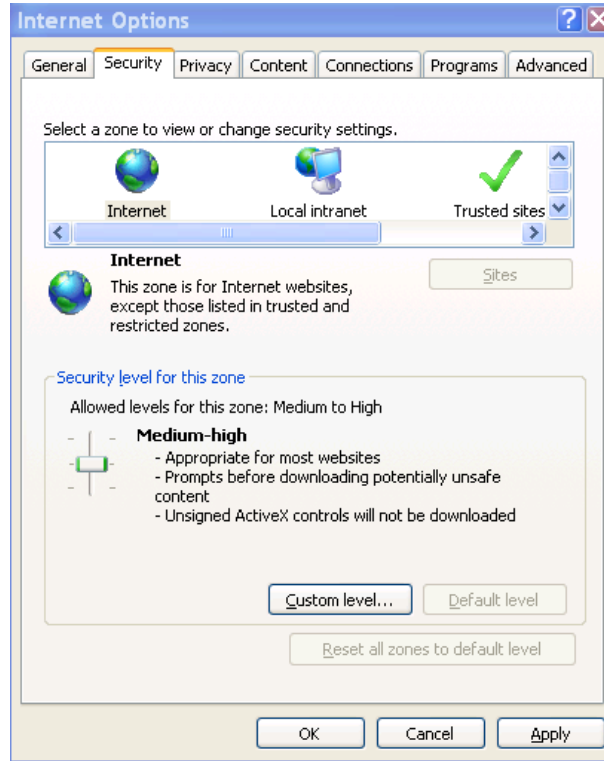 Internet Options
General Security Privacy Content Connections Programs Advanced
Select a zone to view or change security settings.
Internet Local intranet Trusted sites
Internet
This zone is for Internet websites,
except those listed in trusted and
restricted zones.
Sites
Security level for this zone
Allowed levels for this zone: Medium to High
Medium-high
- Appropriate for most websites
- Prompts before downloading potentially unsafe
content
- Unsigned ActiveX controls will not be downloaded
Custom level... Default level
Reset all zones to default level
OK Cancel Apply